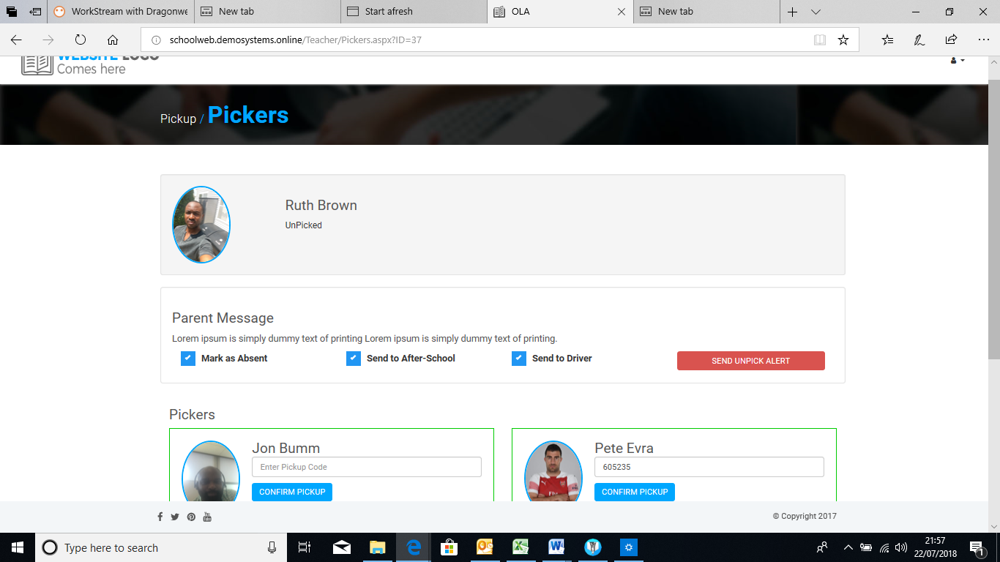 WorkStream with Dragonwe
New tab
Start afresh
OLA
New tab
schoolweb.demosystems.online/Teacher/Pickers.aspx?ID=37
WEBSITE LOGO
Comes here
Pickup / Pickers
Ruth Brown
UnPicked
Parent Message
Lorem ipsum is simply dummy text of printing Lorem ipsum is simply dummy text of printing.
Mark as Absent
Send to After-School
Send to Driver
SEND UNPICK ALERT
Pickers
Jon Bumm
Enter Pickup Code
CONFIRM PICKUP
Pete Evra
605235
CONFIRM PICKUP
© Copyright 2017
Type here to search
21:57
22/07/2018
1